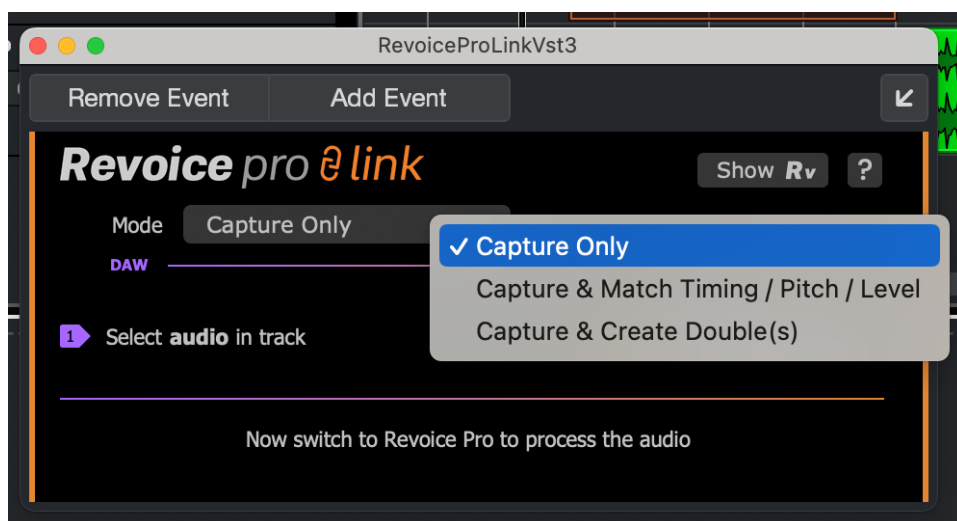 RevoiceProLinkVst3
Remove Event Add Event
Revoice pro link
Show Rv ?
Mode Capture Only
✓ Capture Only
DAW
Capture & Match Timing / Pitch / Level
Capture & Create Double(s)
1 Select audio in track
Now switch to Revoice Pro to process the audio